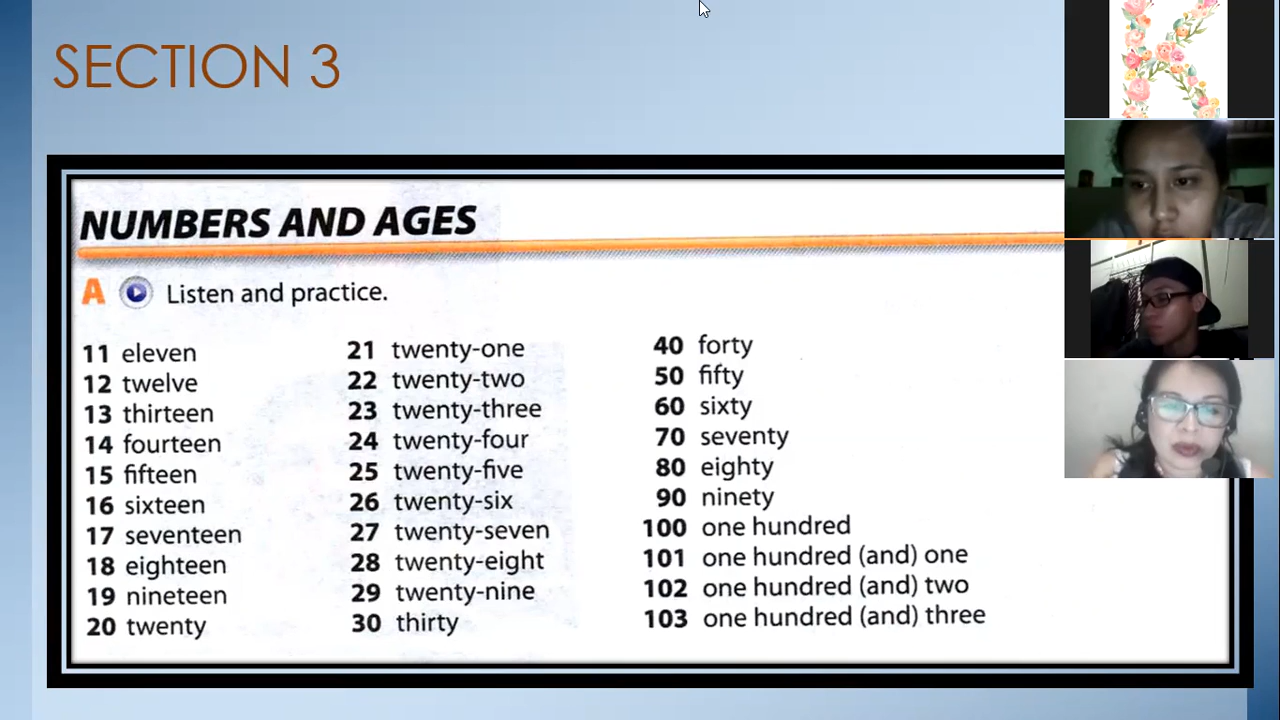 SECTION 3
NUMBERS AND AGES
A Listen and practice.
11 eleven
12 twelve
13 thirteen
14 fourteen
15 fifteen
16 sixteen
17 seventeen
18 eighteen
19 nineteen
20 twenty
21 twenty-one
22 twenty-two
23 twenty-three
24 twenty-four
25 twenty-five
26 twenty-six
27 twenty-seven
28 twenty-eight
29 twenty-nine
30 thirty
40 forty
50 fifty
60 sixty
70 seventy
80 eighty
90 ninety
100 one hundred
101 one hundred (and) one
102 one hundred (and) two
103 one hundred (and) three
K